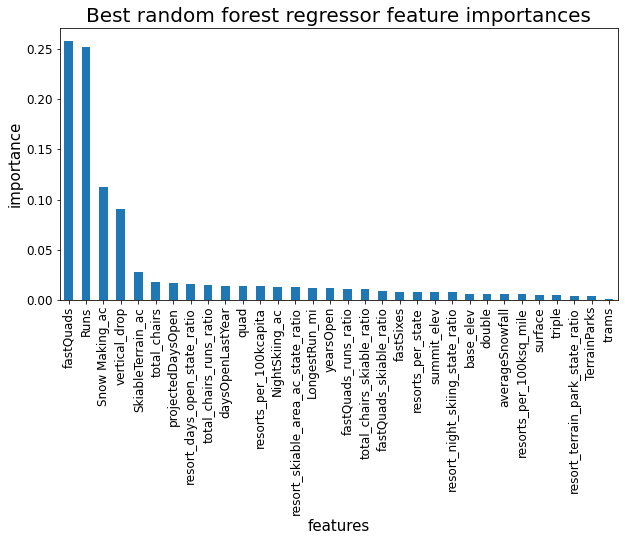 Best random forest regressor feature importances
importance
0.25
0.20
0.15
0.10
0.05
0.00
fastQuads
Runs
Snow Making_ac
vertical_drop
SkiableTerrain_ac
total_chairs
projectedDaysOpen
resort_days_open_state_ratio
total_chairs_runs_ratio
daysOpenLastYear
quad
resorts_per_100kcapita
NightSkiing_ac
resort_skiable_area_ac_state_ratio
LongestRun_mi
yearsOpen
fastQuads_runs_ratio
total_chairs_skiable_ratio
fastQuads_skiable_ratio
fastSixes
resorts_per_state
summit_elev
resort_night_skiing_state_ratio
base_elev
double
averageSnowfall
resorts_per_100ksq_mile
surface
triple
resort_terrain_park_state_ratio
TerrainParks
trams
features